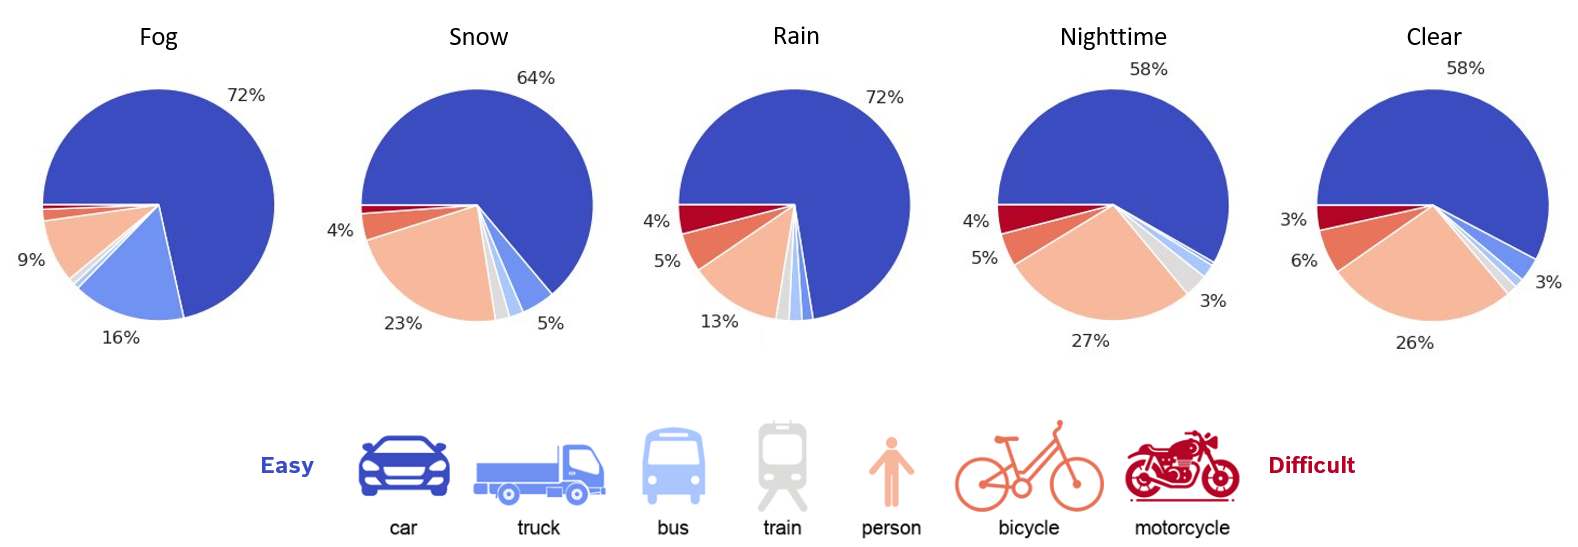 Fog
Snow
Rain
Nighttime
Clear
72%
9%
16%
64%
4%
23%
5%
72%
4%
5%
13%
58%
4%
5%
27%
3%
58%
3%
6%
26%
3%
Easy
Difficult
car
truck
bus
train
person
bicycle
motorcycle